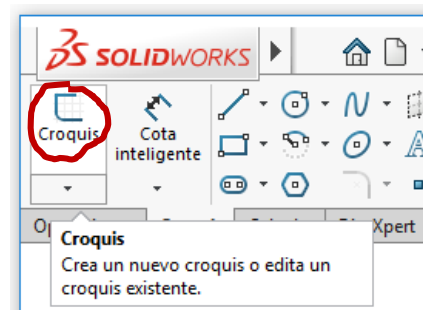 SOLIDWORKS
Croquis
Cota
inteligente
Xpert
Croquis
Crea un nuevo croquis o edita un
croquis existente.